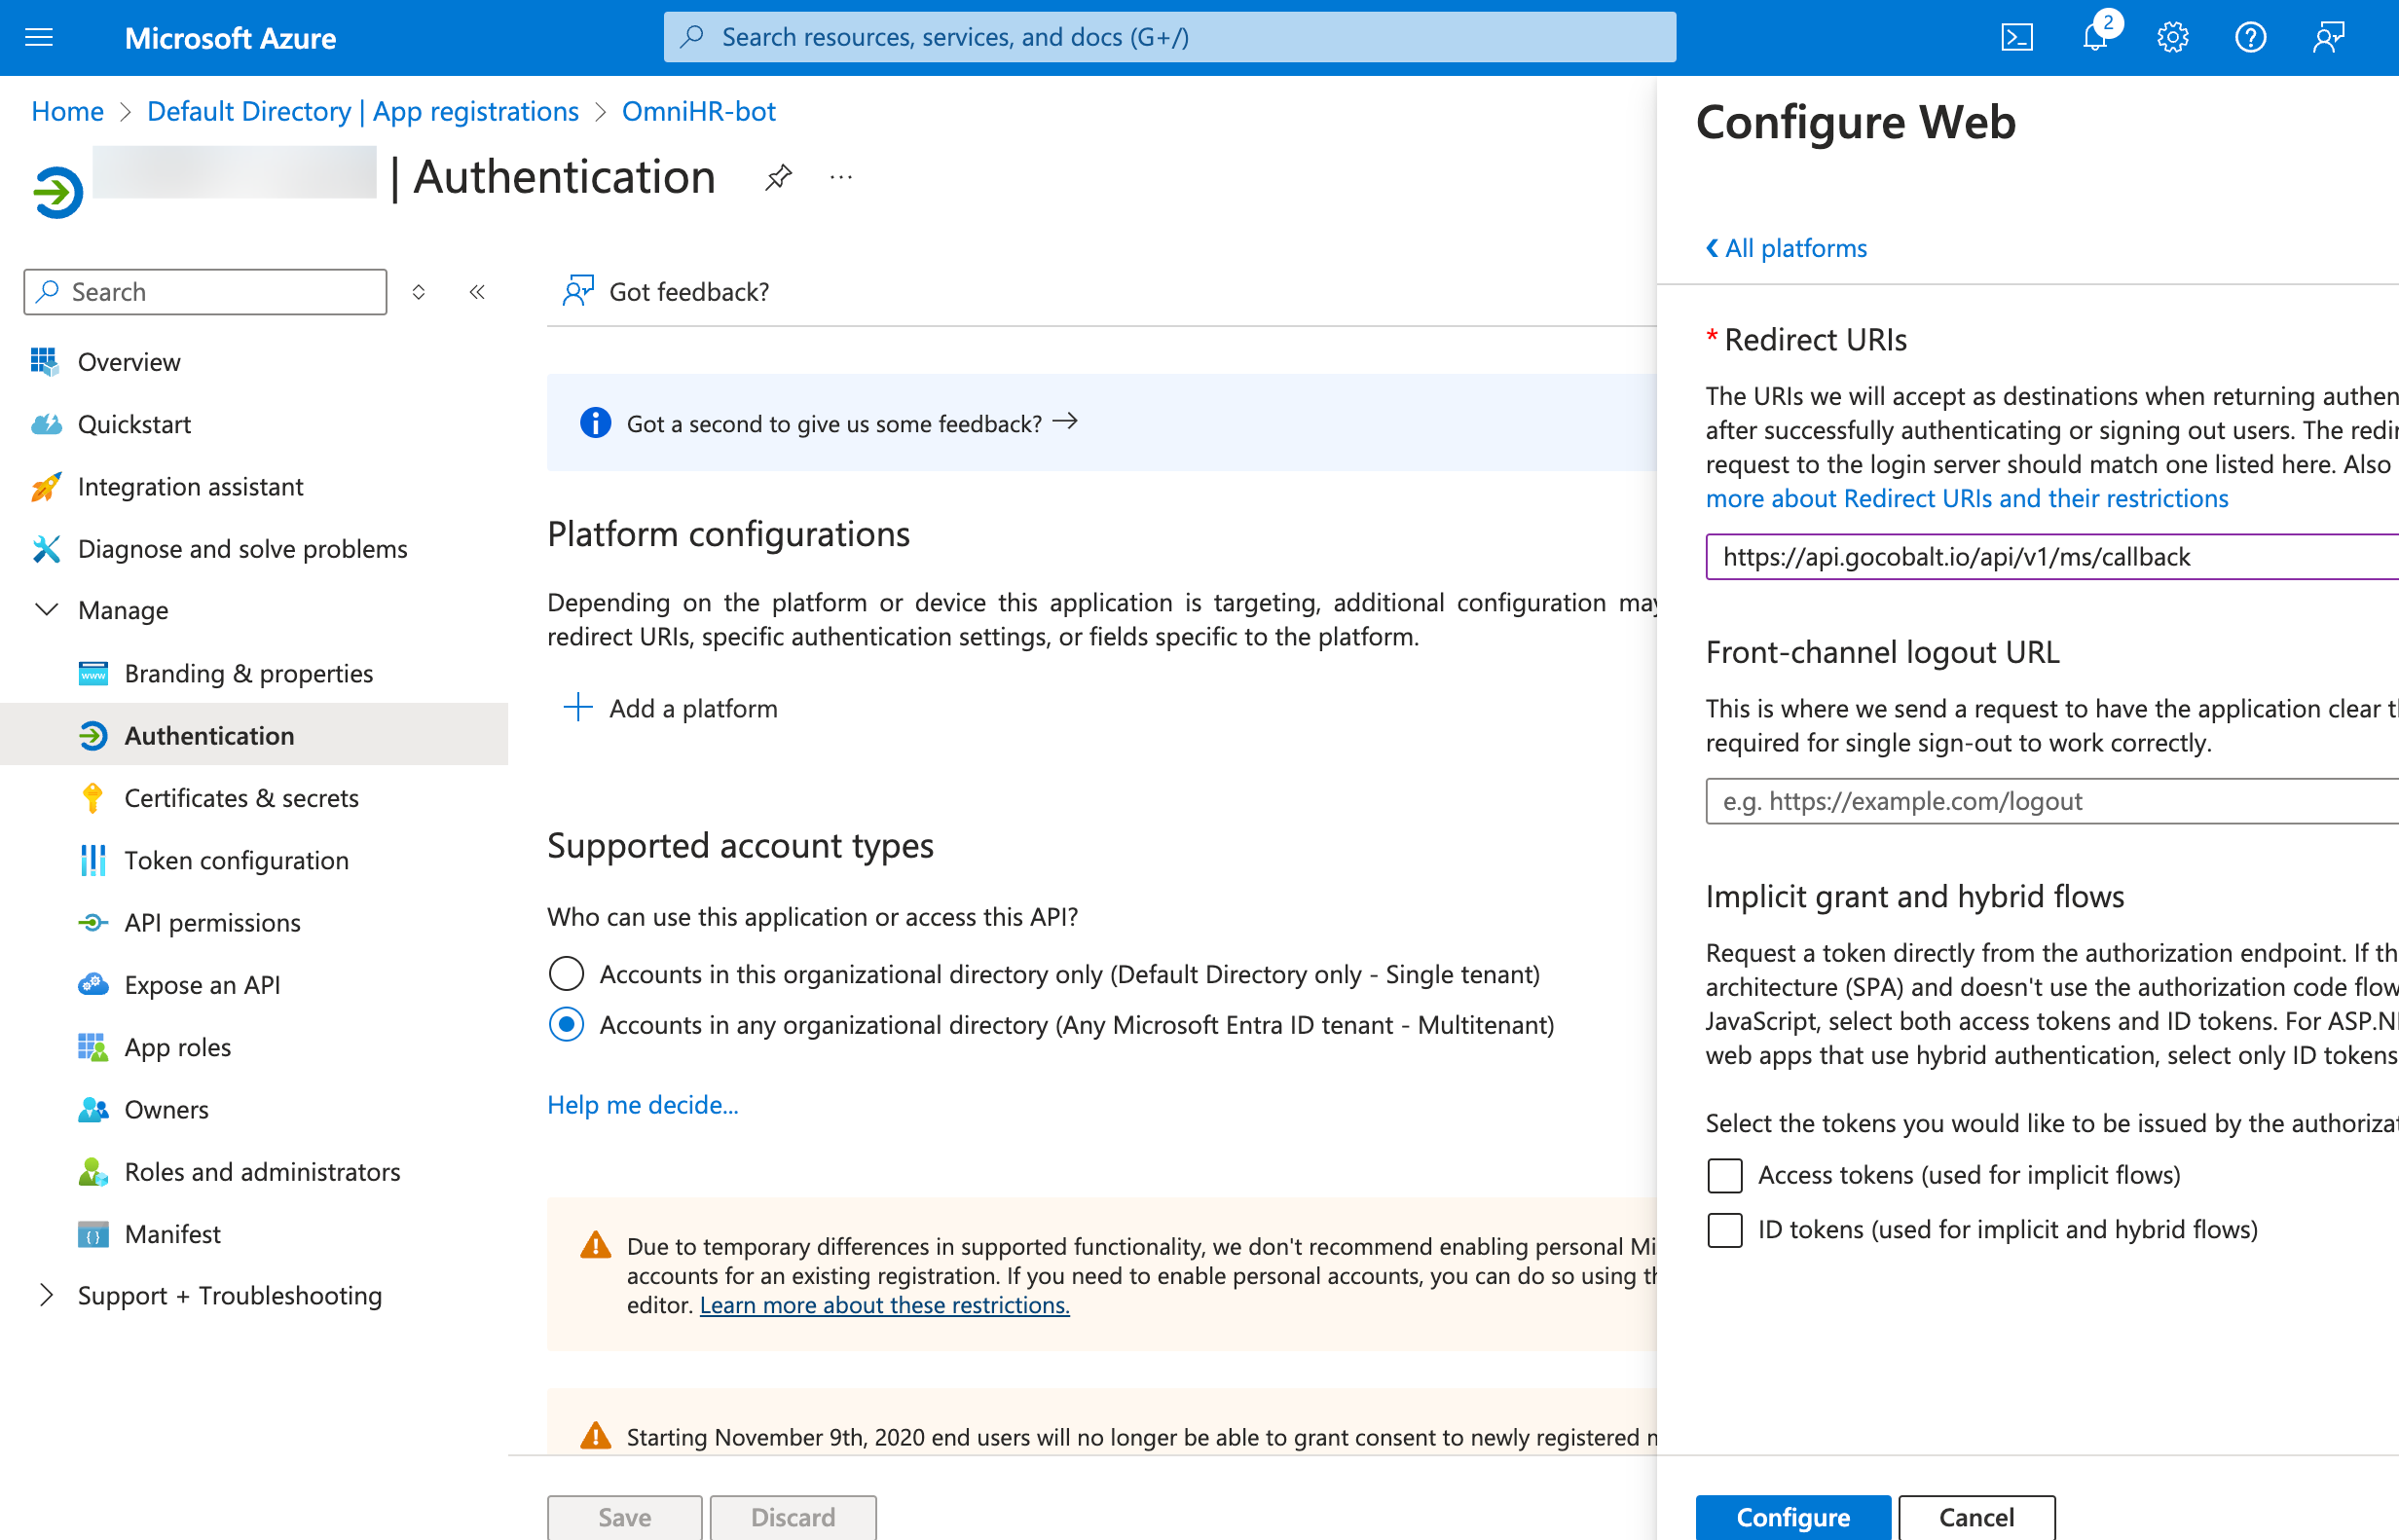 Microsoft Azure
Search resources, services, and docs (G+/)
2
Home > Default Directory | App registrations > OmniHR-bot
| Authentication
...
Search
Overview
Quickstart
Integration assistant
Diagnose and solve problems
Manage
Branding & properties
Authentication
Certificates & secrets
Token configuration
API permissions
Expose an API
App roles
Owners
Roles and administrators
Manifest
Support + Troubleshooting
Got feedback?
Got a second to give us some feedback?
Platform configurations
Depending on the platform or device this application is targeting, additional configuration may
redirect URIs, specific authentication settings, or fields specific to the platform.
Add a platform
Supported account types
Who can use this application or access this API?
Accounts in this organizational directory only (Default Directory only - Single tenant)
Accounts in any organizational directory (Any Microsoft Entra ID tenant - Multitenant)
Help me decide...
Due to temporary differences in supported functionality, we don't recommend enabling personal Mi
accounts for an existing registration. If you need to enable personal accounts, you can do so using th
editor. Learn more about these restrictions.
Starting November 9th, 2020 end users will no longer be able to grant consent to newly registered
Save
Discard
Configure Web
All platforms
* Redirect URIs
The URIs we will accept as destinations when returning authen
after successfully authenticating or signing out users. The redir
request to the login server should match one listed here. Also
more about Redirect URIs and their restrictions
https://api.gocobalt.io/api/v1/ms/callback
Front-channel logout URL
This is where we send a request to have the application clear t
required for single sign-out to work correctly.
e.g. https://example.com/logout
Implicit grant and hybrid flows
Request a token directly from the authorization endpoint. If th
architecture (SPA) and doesn't use the authorization code flow
JavaScript, select both access tokens and ID tokens. For ASP.NE
web apps that use hybrid authentication, select only ID tokens
Select the tokens you would like to be issued by the authorizat
Access tokens (used for implicit flows)
ID tokens (used for implicit and hybrid flows)
Configure
Cancel